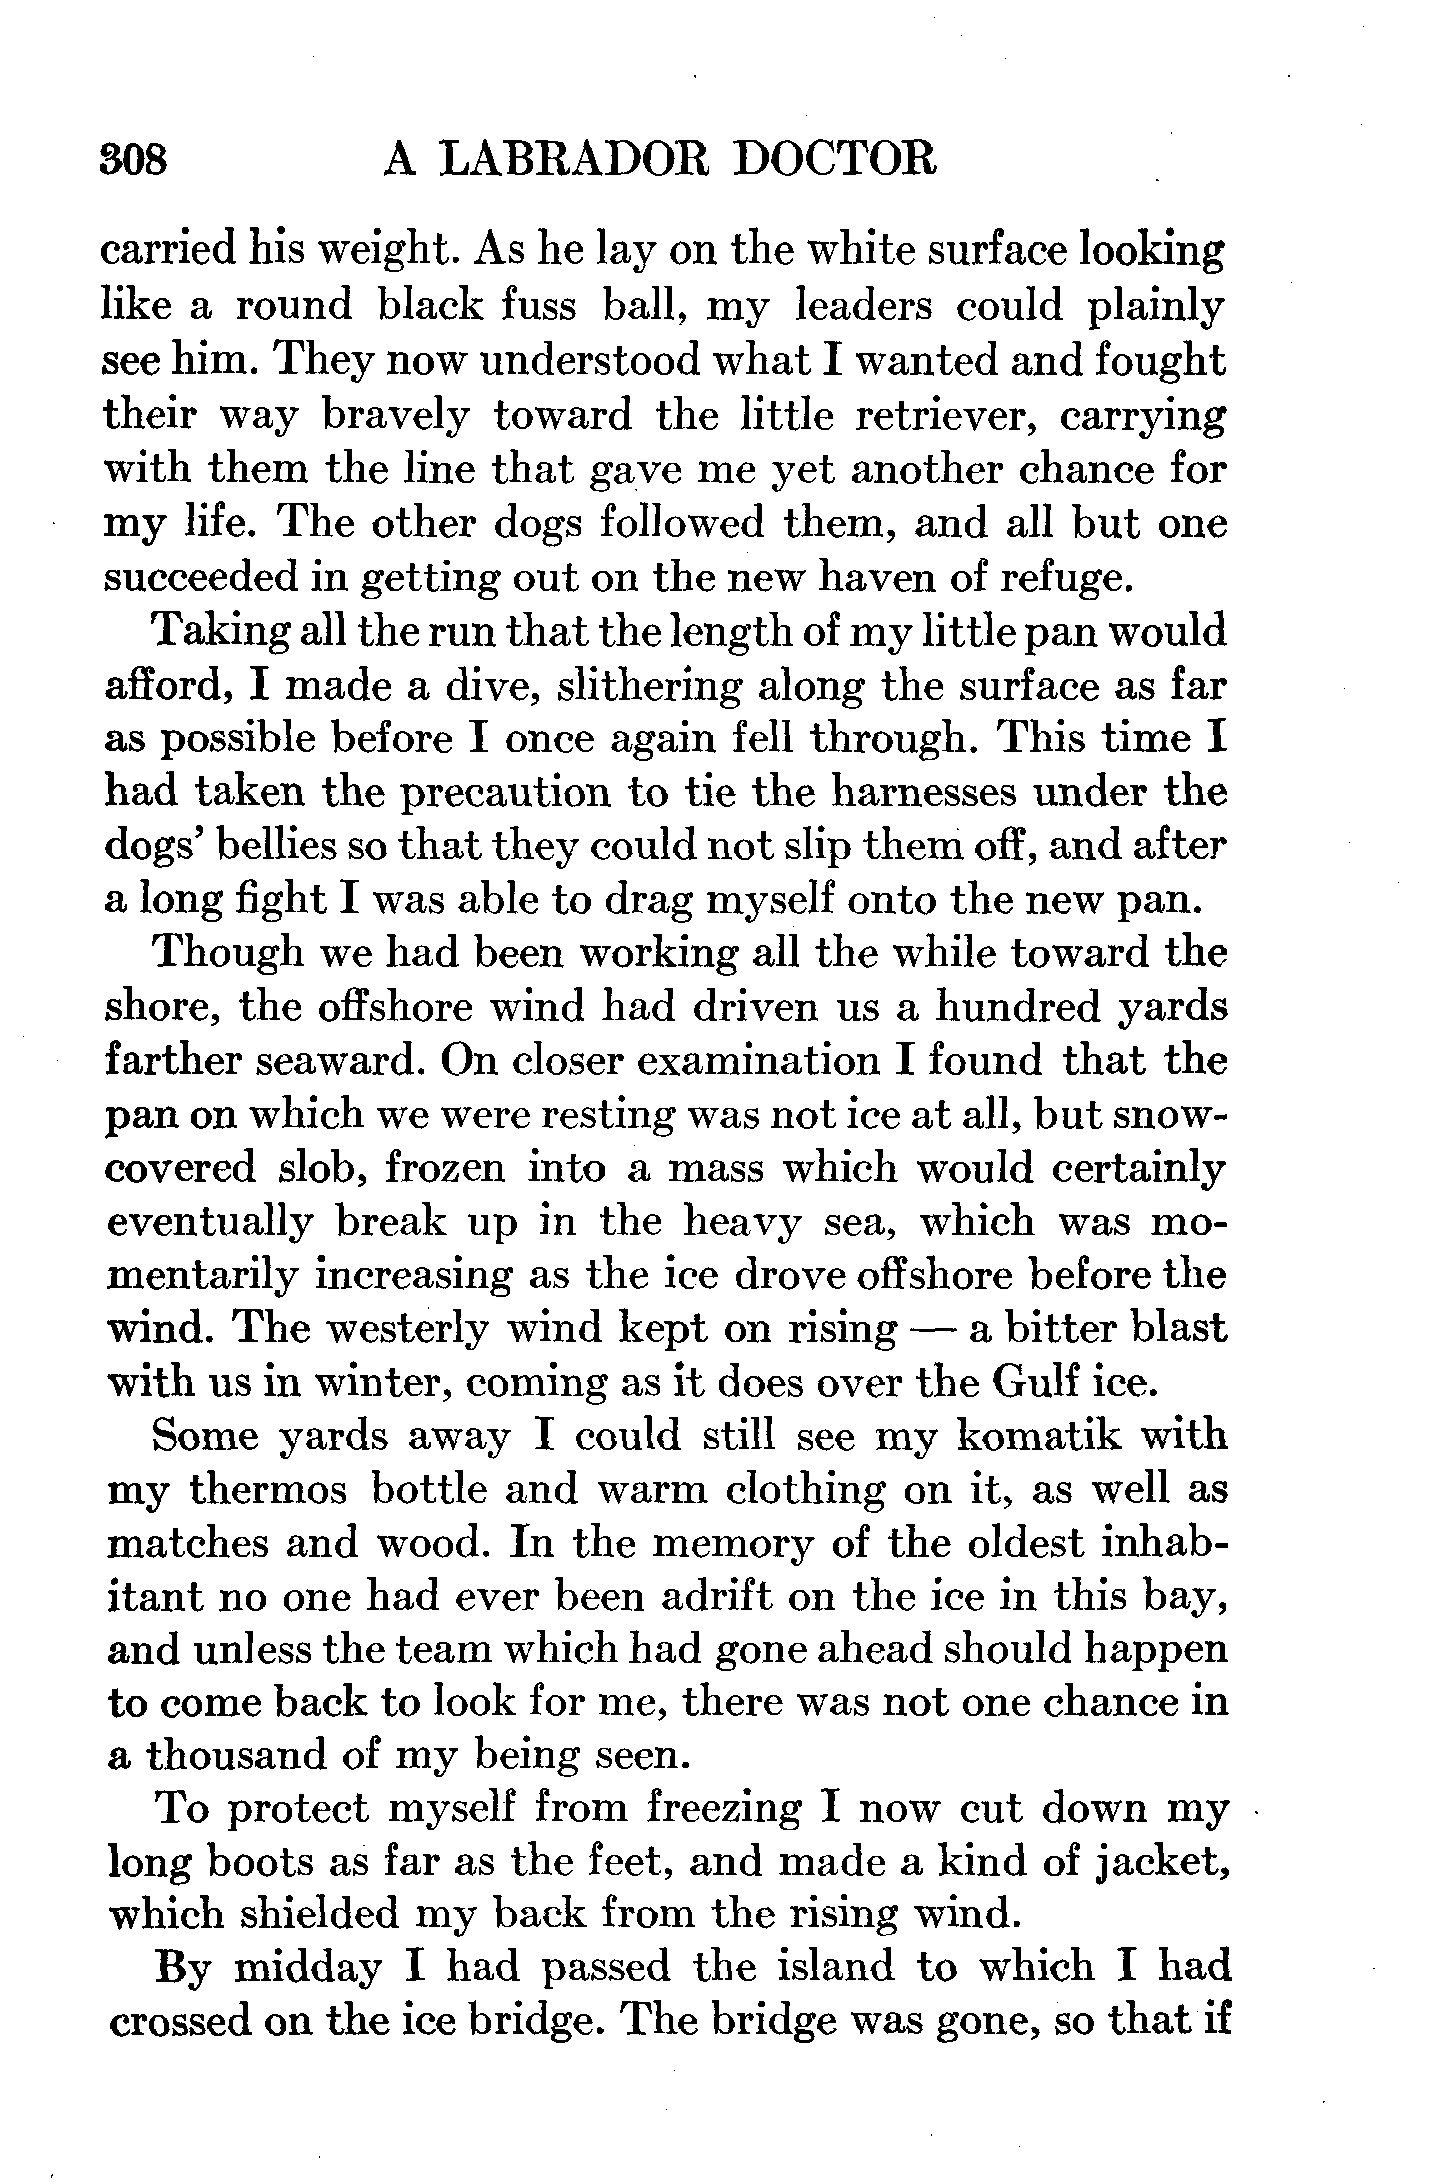 308 A LABRADOR DOCTOR
carried his weight. As he lay on the white surface looking
like a round black fuss ball, my leaders could plainly
see him. They now understood what I wanted and fought
their way bravely toward the little retriever, carrying
with them the line that gave me yet another chance for
my life. The other dogs followed them, and all but one
succeeded in getting out on the new haven of refuge.
Taking all the run that the length of my little pan would
afford, I made a dive, slithering along the surface as far
as possible before I once again fell through. This time I
had taken the precaution to tie the harnesses under the
dogs' bellies so that they could not slip them off, and after
a long fight I was able to drag myself onto the new pan.
Though we had been working all the while toward the
shore, the offshore wind had driven us a hundred yards
farther seaward. On closer examination I found that the
pan on which we were resting was not ice at all, but snow-
covered slob, frozen into a mass which would certainly
eventually break up in the heavy sea, which was mo-
mentarily increasing as the ice drove offshore before the
wind. The westerly wind kept on rising — a bitter blast
with us in winter, coming as it does over the Gulf ice.
Some yards away I could still see my komatik with
my thermos bottle and warm clothing on it, as well as
matches and wood. In the memory of the oldest inhab-
itant no one had ever been adrift on the ice in this bay,
and unless the team which had gone ahead should happen
to come back to look for me, there was not one chance in
a thousand of my being seen.
To protect myself from freezing I now cut down my
long boots as far as the feet, and made a kind of jacket,
which shielded my back from the rising wind.
By midday I had passed the island to which I had
crossed on the ice bridge. The bridge was gone, so that if